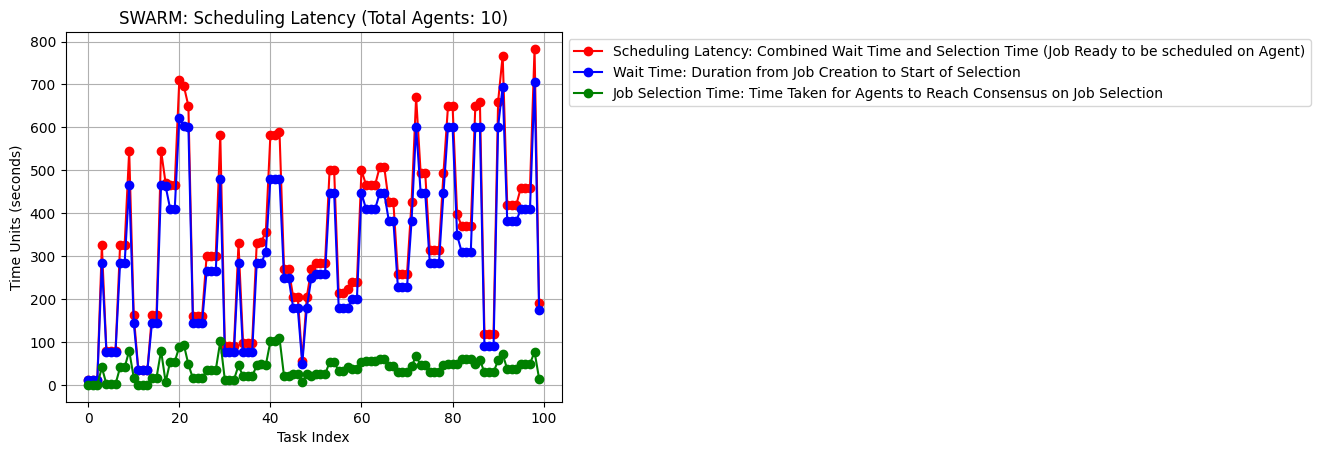 SWARM: Scheduling Latency (Total Agents: 10)
Scheduling Latency: Combined Wait Time and Selection Time (Job Ready to be scheduled on Agent)
Wait Time: Duration from Job Creation to Start of Selection
Job Selection Time: Time Taken for Agents to Reach Consensus on Job Selection
Time Units (seconds)
800
700
600
500
400
300
200
100
0
0 20 40 60 80 100
Task Index